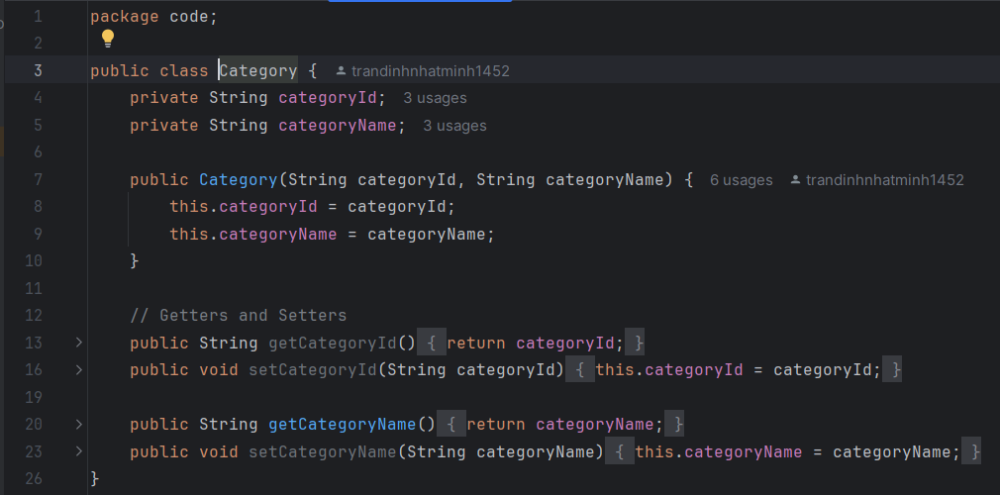 1 package code;
2
3 public class Category { trandinhnhatminh1452
4 private String categoryId; 3 usages
5 private String categoryName; 3 usages
6
7 public Category(String categoryId, String categoryName) { 6 usages trandinhnhatminh1452
8 this.categoryId = categoryId;
9 this.categoryName = categoryName;
10 }
11
12 // Getters and Setters
13 public String getCategoryId() { return categoryId; }
16 public void setCategoryId(String categoryId) { this.categoryId = categoryId; }
19
20 public String getCategoryName() { return categoryName; }
23 public void setCategoryName(String categoryName) { this.categoryName = categoryName; }
26 }